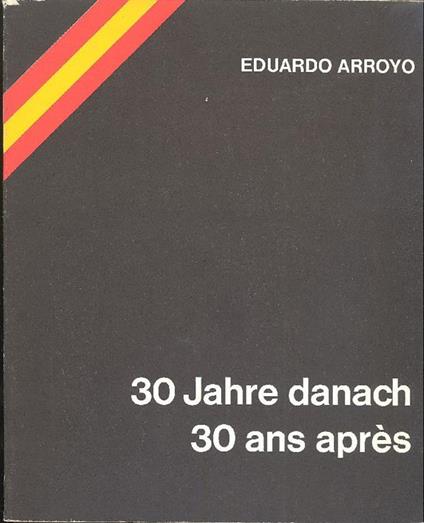 EDUARDO ARROYO
30 Jahre danach
30 ans après